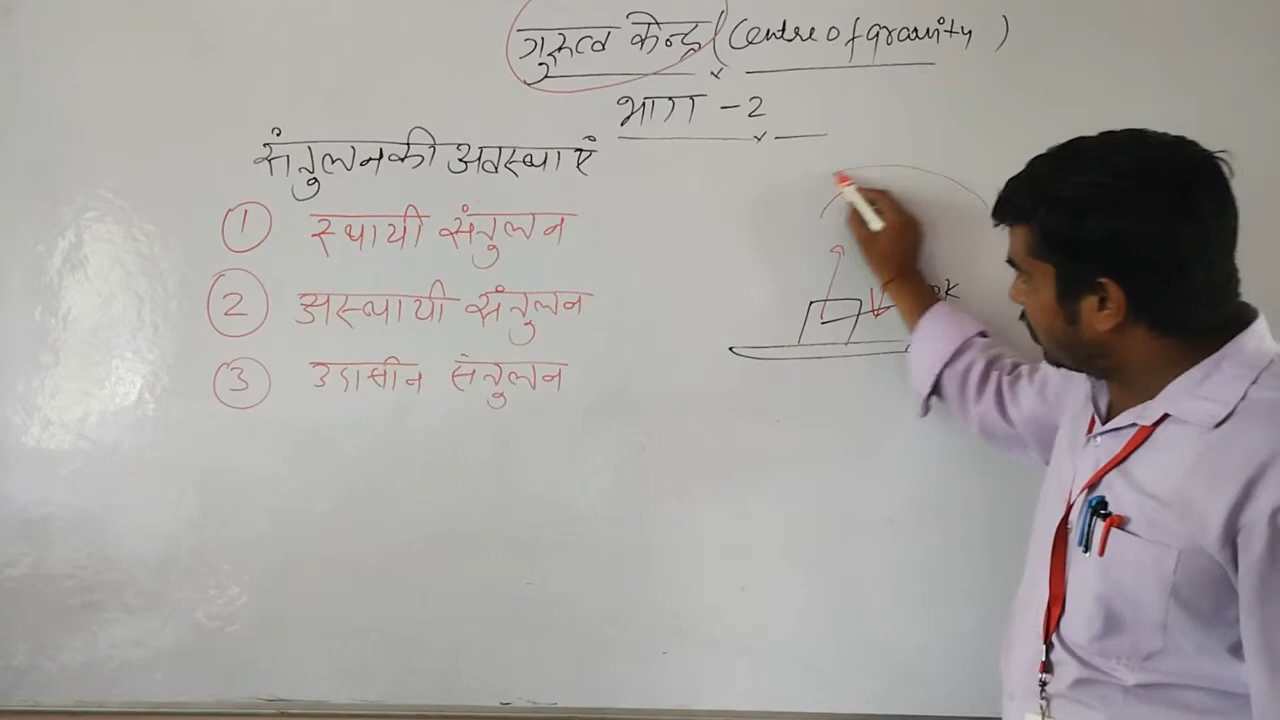 गुरुत्व केन्द्र (Centre of gravity)
भाग - 2
संतुलन की अवस्थाएं
① स्थायी संतुलन
② अस्थायी संतुलन
③ उदासीन संतुलन